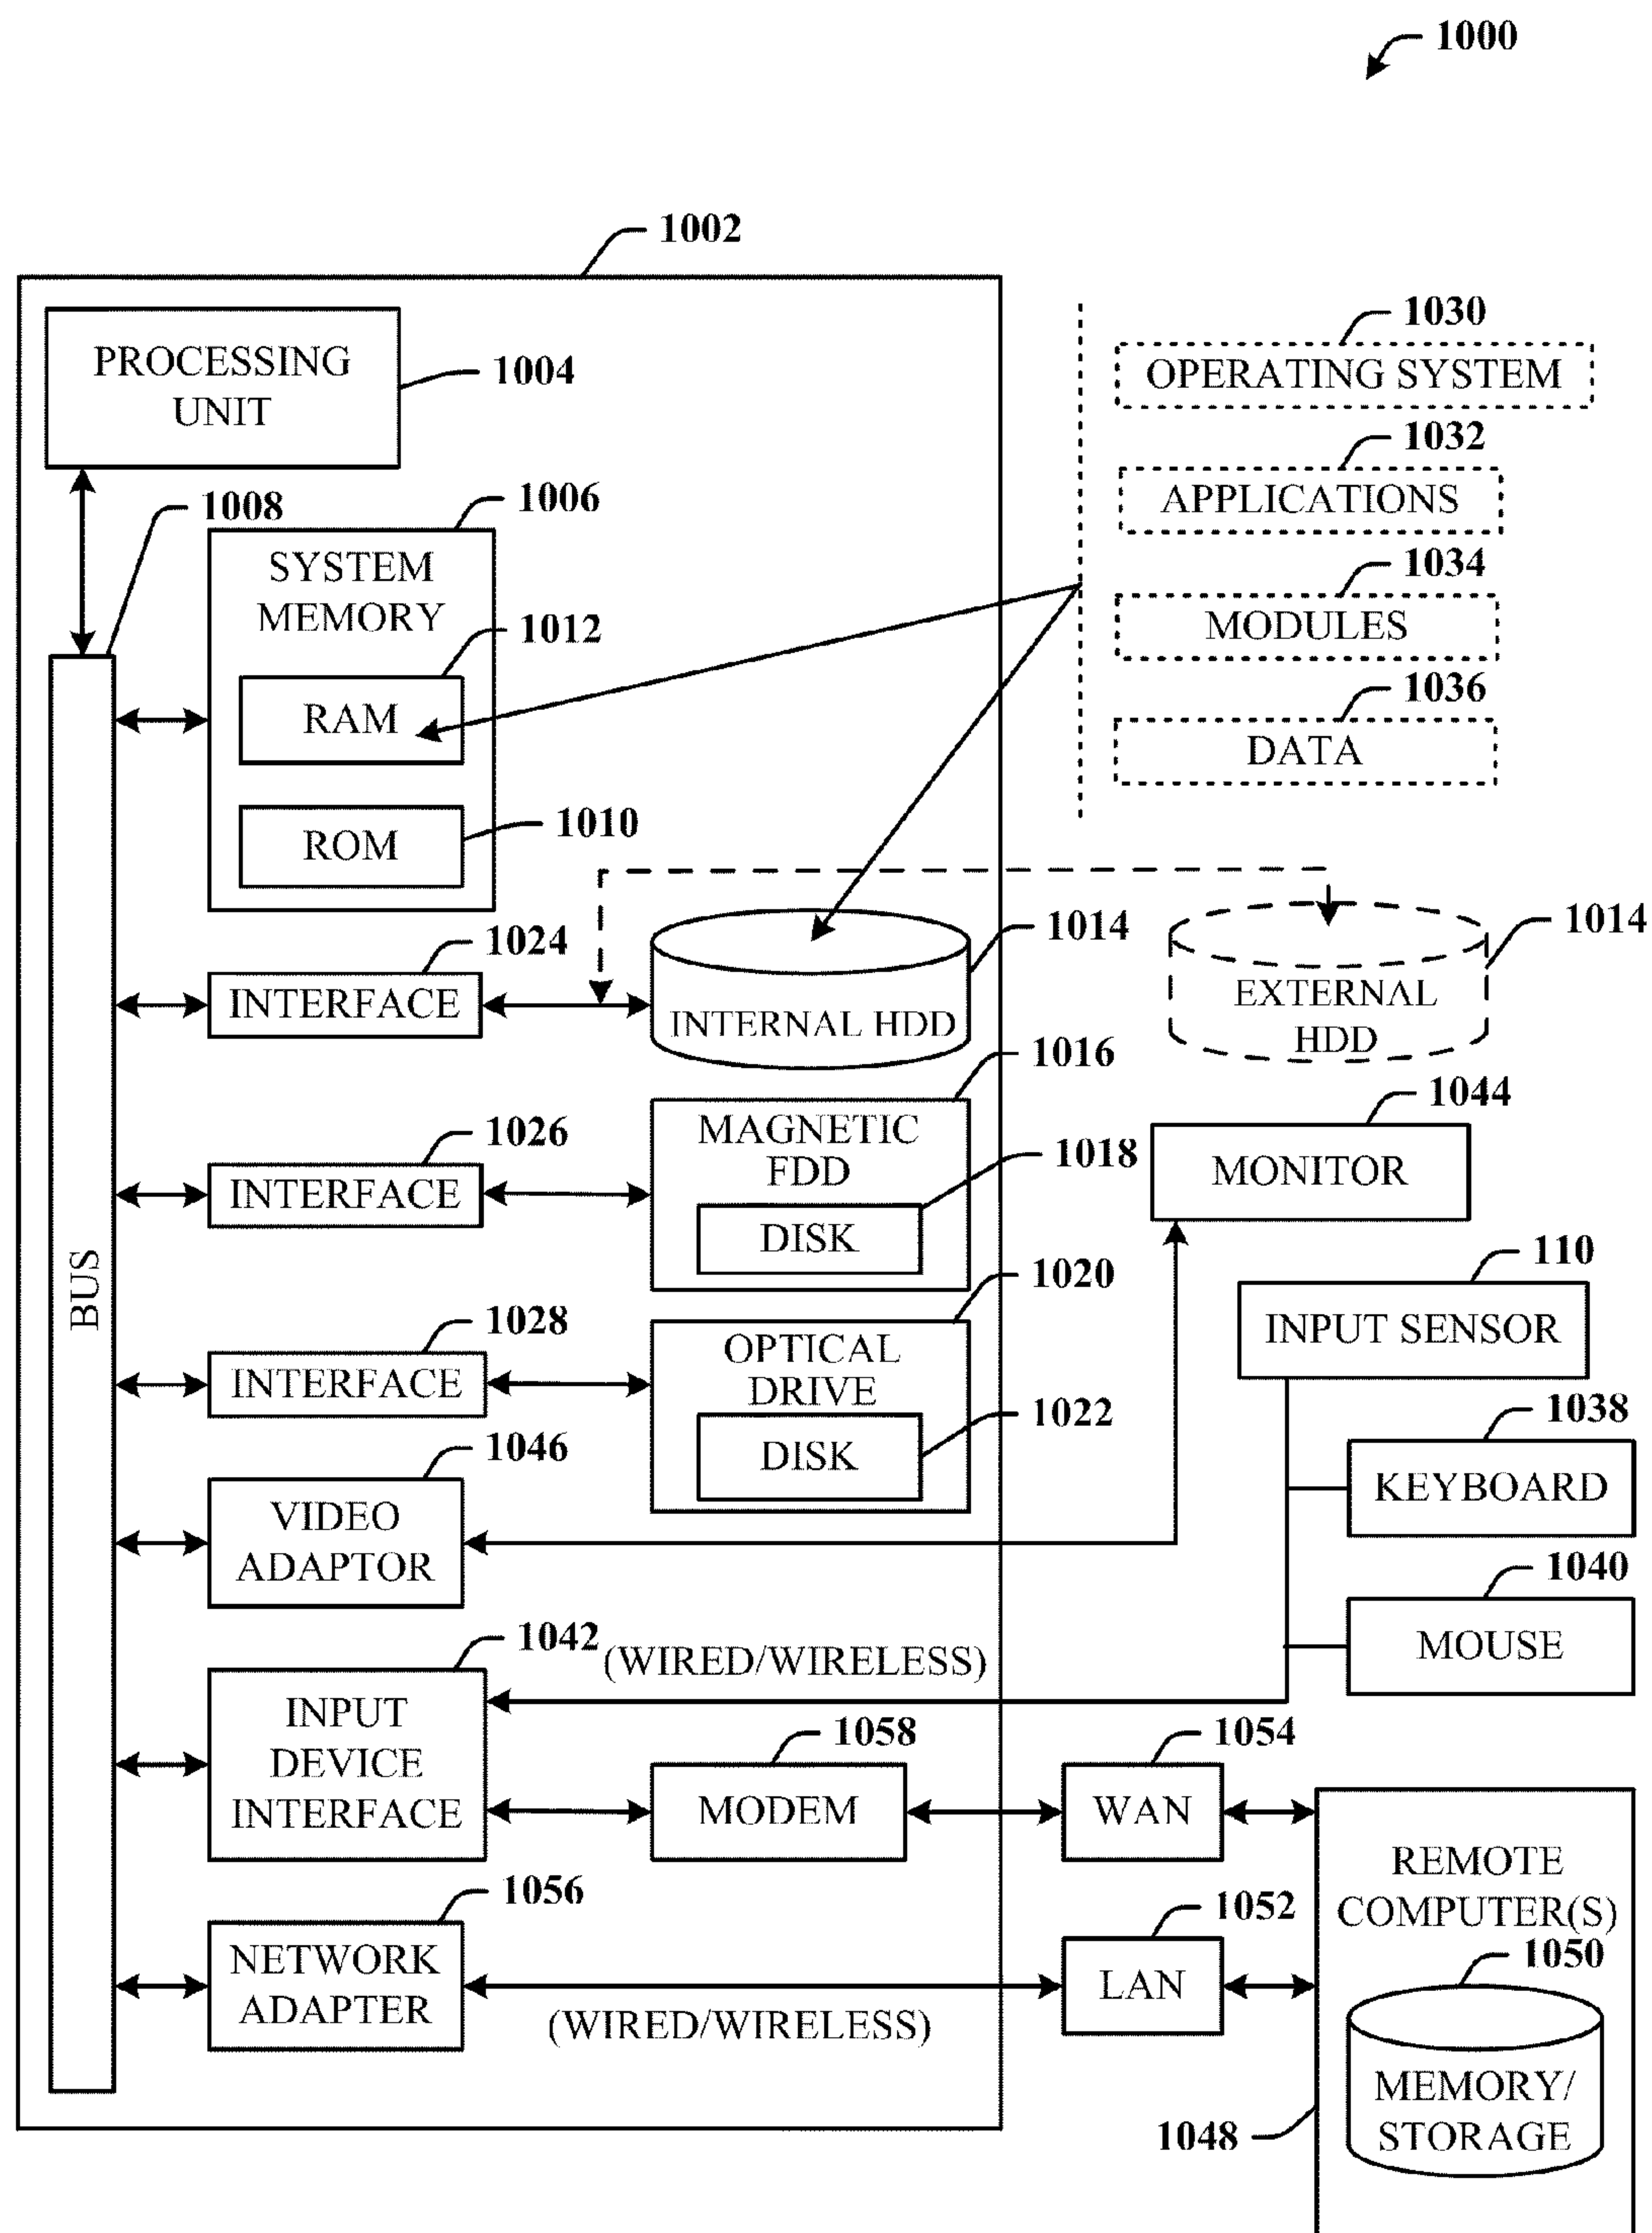 1000
1002
PROCESSING
UNIT
1004
1030
OPERATING SYSTEM
1032
APPLICATIONS
1034
MODULES
1036
DATA
1008
1006
SYSTEM
MEMORY
1012
RAM
1010
ROM
BUS
1024
INTERFACE
1014
INTERNAL HDD
1014
EXTERNAL
HDD
1026
INTERFACE
1016
MAGNETIC
FDD
1018
DISK
1044
MONITOR
110
INPUT SENSOR
1028
INTERFACE
1020
OPTICAL
DRIVE
1022
DISK
1038
KEYBOARD
1046
VIDEO
ADAPTOR
1040
MOUSE
1042
(WIRED/WIRELESS)
INPUT
DEVICE
INTERFACE
1058
MODEM
1054
WAN
REMOTE
COMPUTER(S)
1056
NETWORK
ADAPTER
(WIRED/WIRELESS)
1052
LAN
1050
MEMORY/
STORAGE
1048